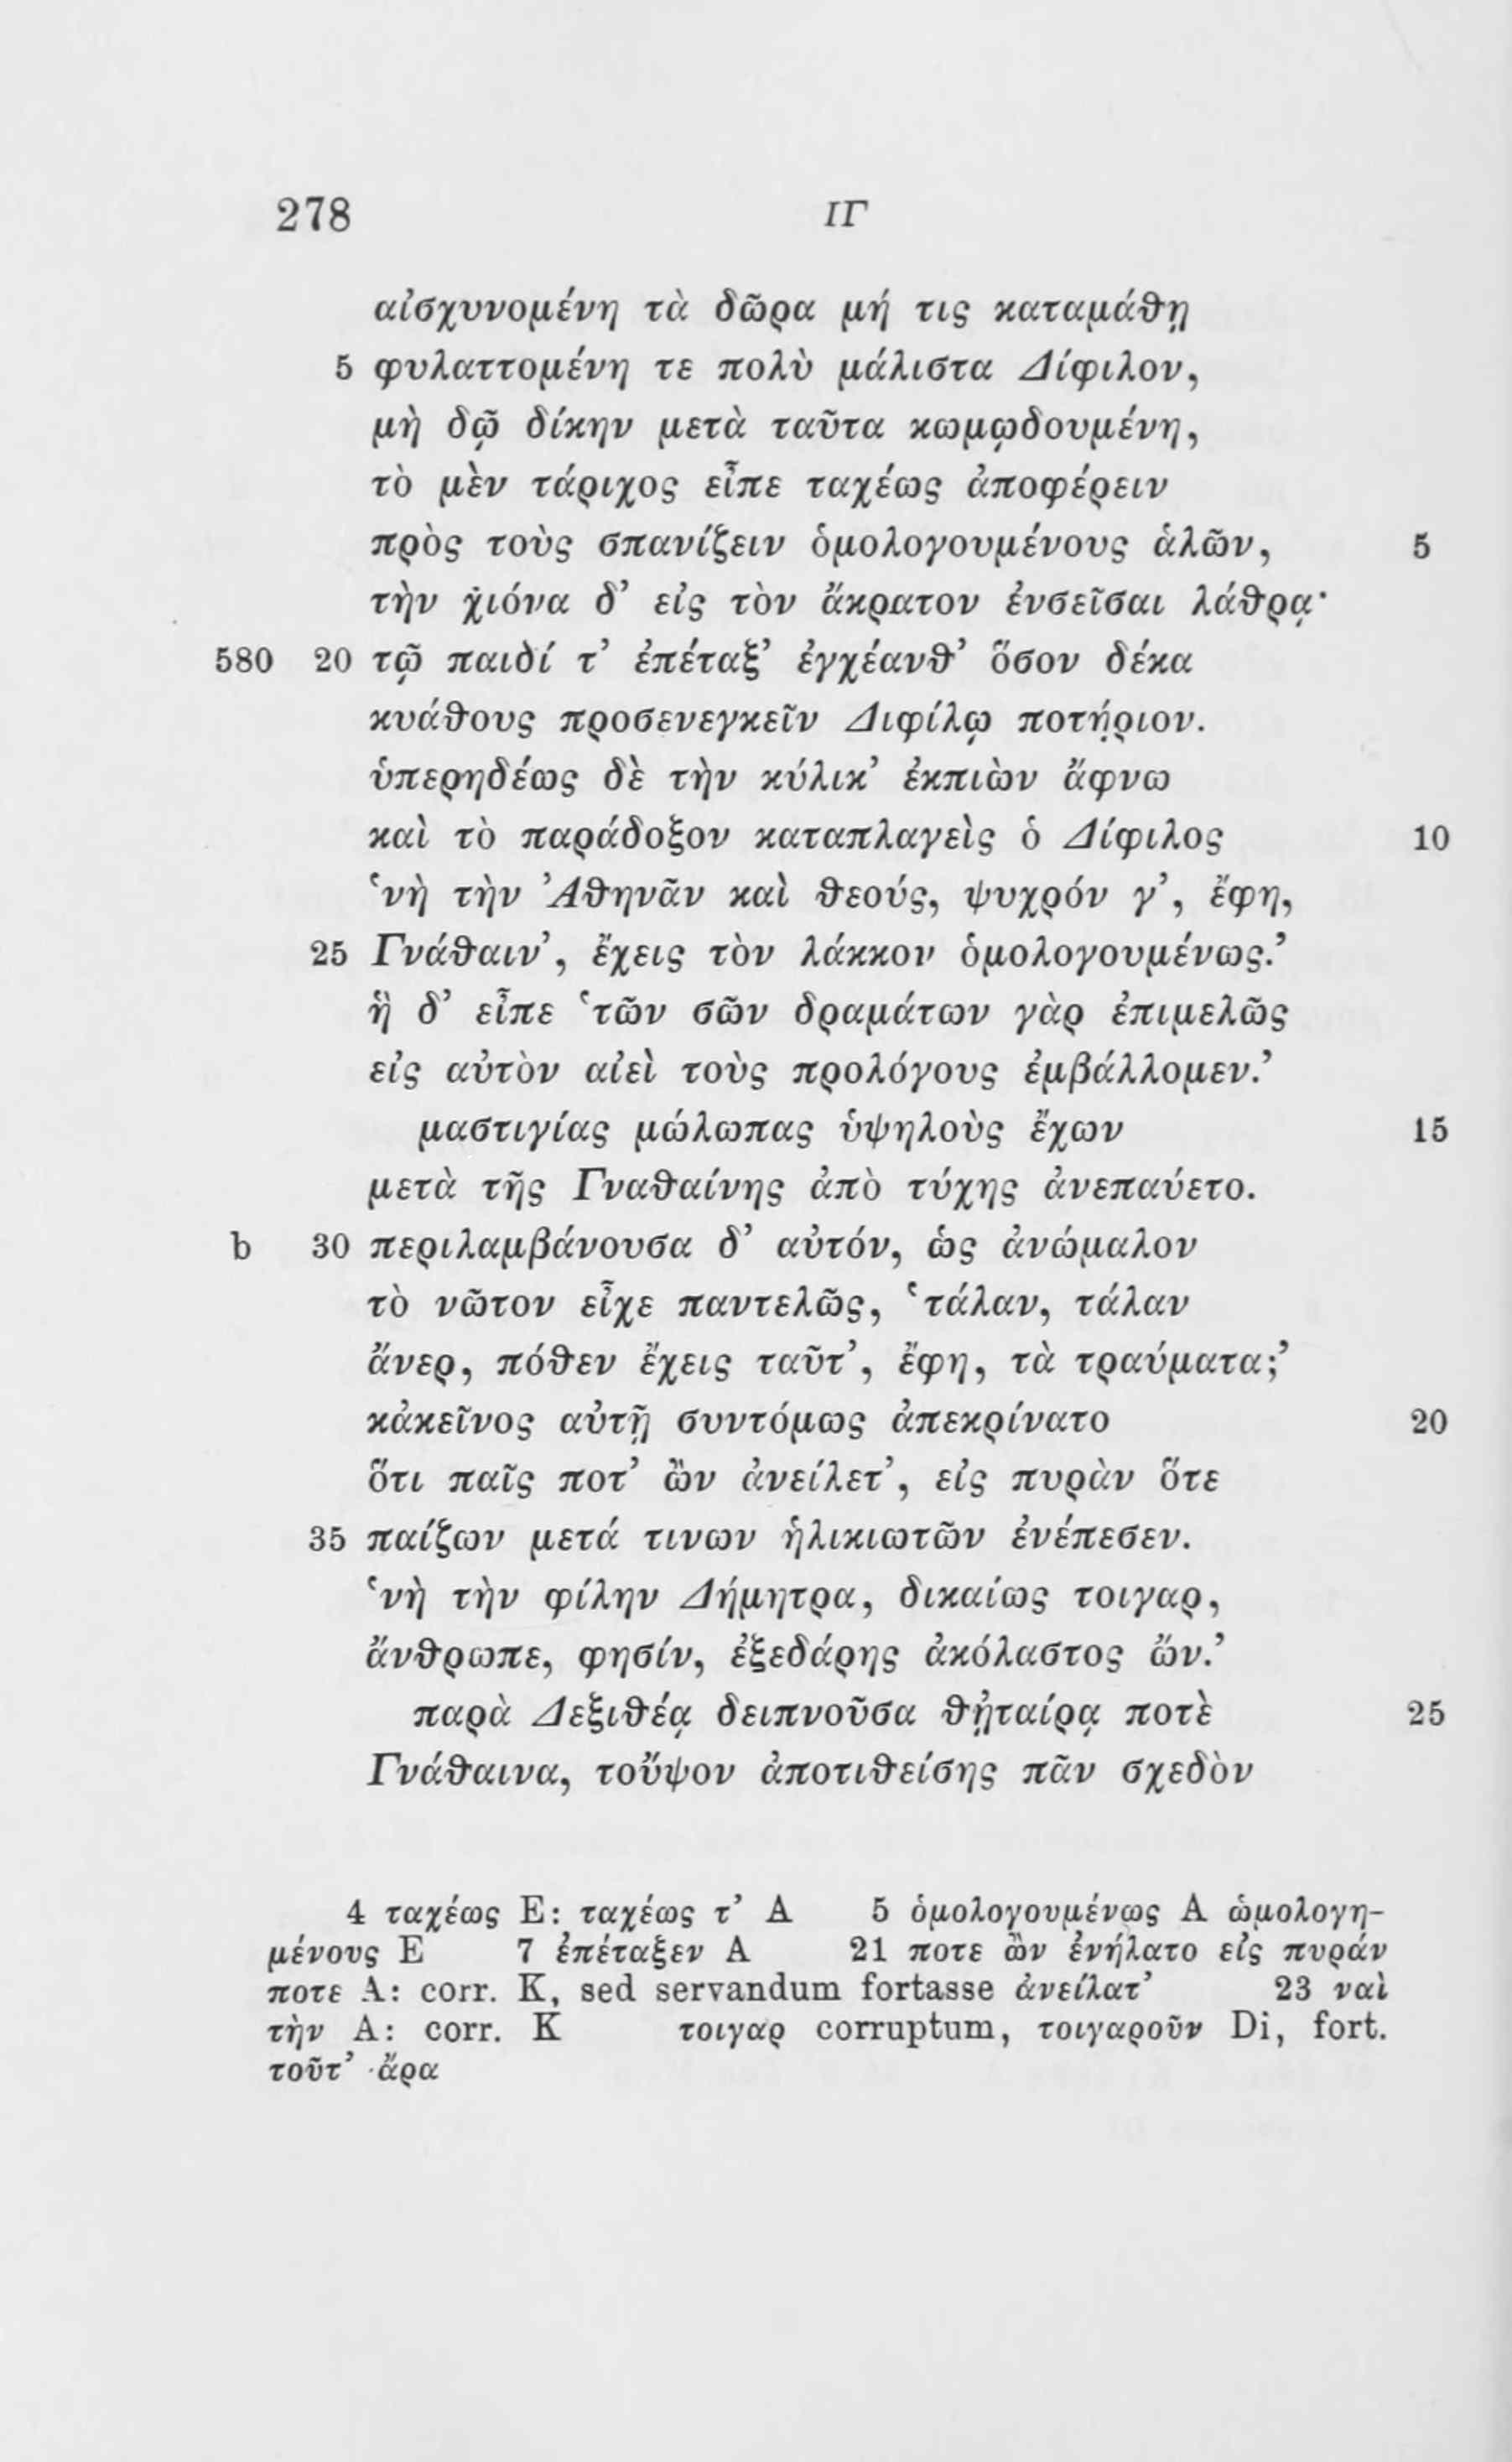 278 ΙΓ
αἰσχυνομένη τὰ δῶρα μή τις καταμάθῃ
5 φυλαττομένη τε πολὺ μάλιστα Δίφιλον,
μὴ δῷ δίκην μετὰ ταῦτα κωμῳδουμένη,
τὸ μὲν τάριχος εἶπε ταχέως ἀποφέρειν
πρὸς τοὺς σπανίζειν ὁμολογουμένους ἁλῶν, 5
τὴν χιόνα δ’ εἰς τὸν ἄκρατον ἐνσεῖσαι λάθρᾳ·
580 20 τῷ παιδί τ’ ἐπέταξ’ ἐγχέανθ’ ὅσον δέκα
κυάθους προσενεγκεῖν Διφίλῳ ποτήριον.
ὑπερηδέως δὲ τὴν κύλικ’ ἐκπιὼν ἄφνω
καὶ τὸ παράδοξον καταπλαγεὶς ὁ Δίφιλος 10
‘νὴ τὴν Ἀθηνᾶν καὶ θεούς, ψυχρόν γ’, ἔφη,
25 Γνάθαιν’, ἔχεις τὸν λάκκον ὁμολογουμένως.’
ἣ δ’ εἶπε ‘τῶν σῶν δραμάτων γὰρ ἐπιμελῶς
εἰς αὐτὸν αἰεὶ τοὺς προλόγους ἐμβάλλομεν.’
μαστιγίας μώλωπας ὑψηλοὺς ἔχων 15
μετὰ τῆς Γναθαίνης ἀπὸ τύχης ἀνεπαύετο.
b 30 περιλαμβάνουσα δ’ αὐτόν, ὡς ἀνώμαλον
τὸ νῶτον εἶχε παντελῶς, ‘τάλαν, τάλαν
ἄνερ, πόθεν ἔχεις ταῦτ’, ἔφη, τὰ τραύματα;’
κἀκεῖνος αὐτῇ συντόμως ἀπεκρίνατο 20
ὅτι παῖς ποτ’ ὢν ἀνείλετ’, εἰς πυρὰν ὅτε
35 παίζων μετά τινων ἡλικιωτῶν ἐνέπεσεν.
‘νὴ τὴν φίλην Δήμητρα, δικαίως τοιγαρ,
ἄνθρωπε, φησίν, ἐξεδάρης ἀκόλαστος ὤν.’
παρὰ Δεξιθέᾳ δειπνοῦσα θᾐταίρᾳ ποτὲ 25
Γνάθαινα, τοὔψον ἀποτιθείσης πᾶν σχεδὸν
4 ταχέως E: ταχέως τ’ A 5 ὁμολογουμένως A ὡμολογη-
μένους E 7 ἐπέταξεν A 21 ποτε ὢν ἐνήλατο εἰς πυράν
ποτε A: corr. K, sed servandum fortasse ἀνείλατ’ 23 ναὶ
τὴν A: corr. K τοιγαρ corruptum, τοιγαροῦν Di, fort.
τοῦτ’ ἄρα